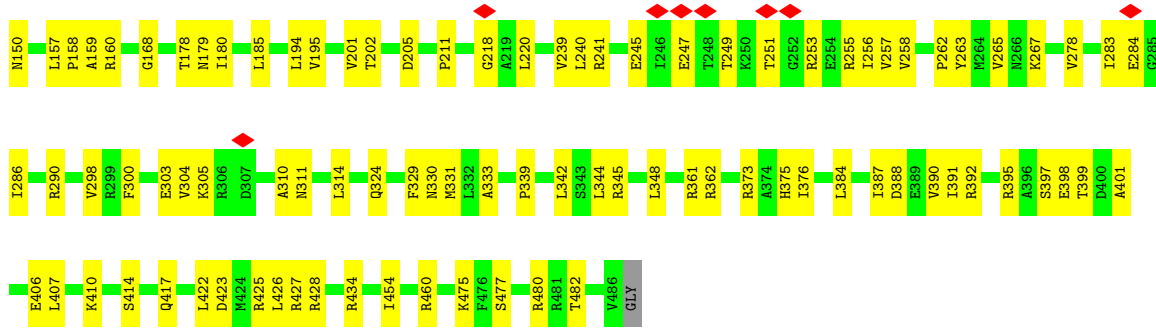 N150 L157 P158 A159 R160 G168 T178 N179 I180 L185 L194 V195 V201 T202 D205 P211 G218 A219 L220 V239 L240 R241 E245 I246 E247 T248 T249 K250 T251 G252 R253 E254 R255 I256 V257 V258 P262 Y263 M264 V265 N266 K267 V278 I283 E284 G285
I286 R290 V298 R299 F300 E303 V304 K305 R306 D307 A310 N311 L314 Q324 F329 N330 M331 L332 A333 P339 L342 S343 L344 R345 L348 R361 R362 R373 A374 H375 I376 L384 I387 D388 E389 V390 I391 R392 R395 A396 S397 E398 T399 D400 A401
E406 L407 K410 S414 Q417 L422 D423 M424 R425 L426 R427 R428 R434 I454 R460 K475 F476 S477 R480 R481 T482 V486 GLY